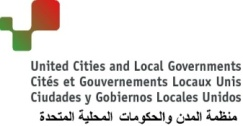 United Cities and Local Governments
Cités et Gouvernements Locaux Unis
Ciudades y Gobiernos Locales Unidos
منظمة المدن والحكومات المحلية المتحدة